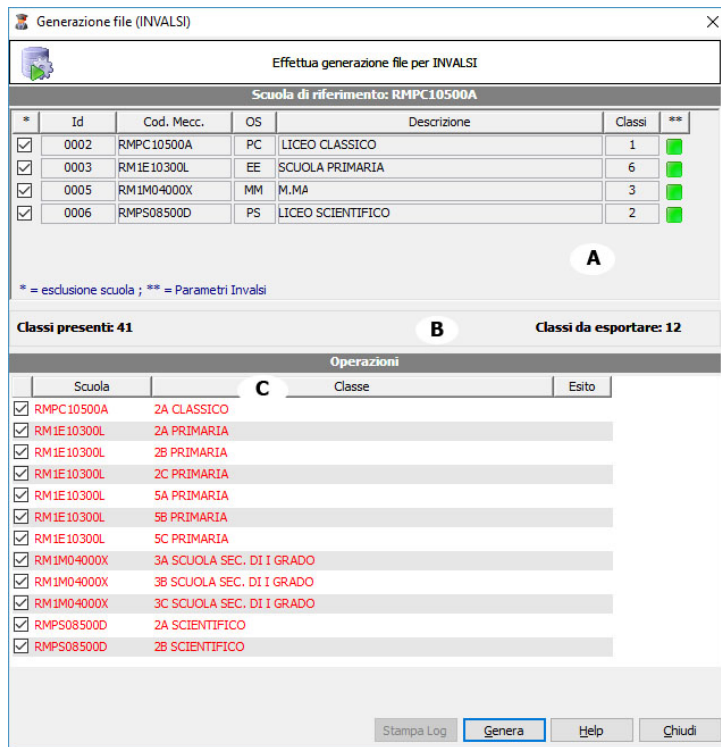 Generazione file (INVALSI)
Effettua generazione file per INVALSI
Scuola di riferimento: RMPC10500A
* Id Cod. Mecc. OS Descrizione Classi **
0002 RMPC10500A PC LICEO CLASSICO 1
0003 RM1E10300L EE SCUOLA PRIMARIA 6
0005 RM1M04000X MM M.MA 3
0006 RMPS08500D PS LICEO SCIENTIFICO 2
A
* = esclusione scuola ; ** = Parametri Invalsi
Classi presenti: 41 B Classi da esportare: 12
Operazioni
Scuola C Classe Esito
RMPC10500A 2A CLASSICO
RM1E10300L 2A PRIMARIA
RM1E10300L 2B PRIMARIA
RM1E10300L 2C PRIMARIA
RM1E10300L 5A PRIMARIA
RM1E10300L 5B PRIMARIA
RM1E10300L 5C PRIMARIA
RM1M04000X 3A SCUOLA SEC. DI I GRADO
RM1M04000X 3B SCUOLA SEC. DI I GRADO
RM1M04000X 3C SCUOLA SEC. DI I GRADO
RMPS08500D 2A SCIENTIFICO
RMPS08500D 2B SCIENTIFICO
Stampa Log Genera Help Chiudi